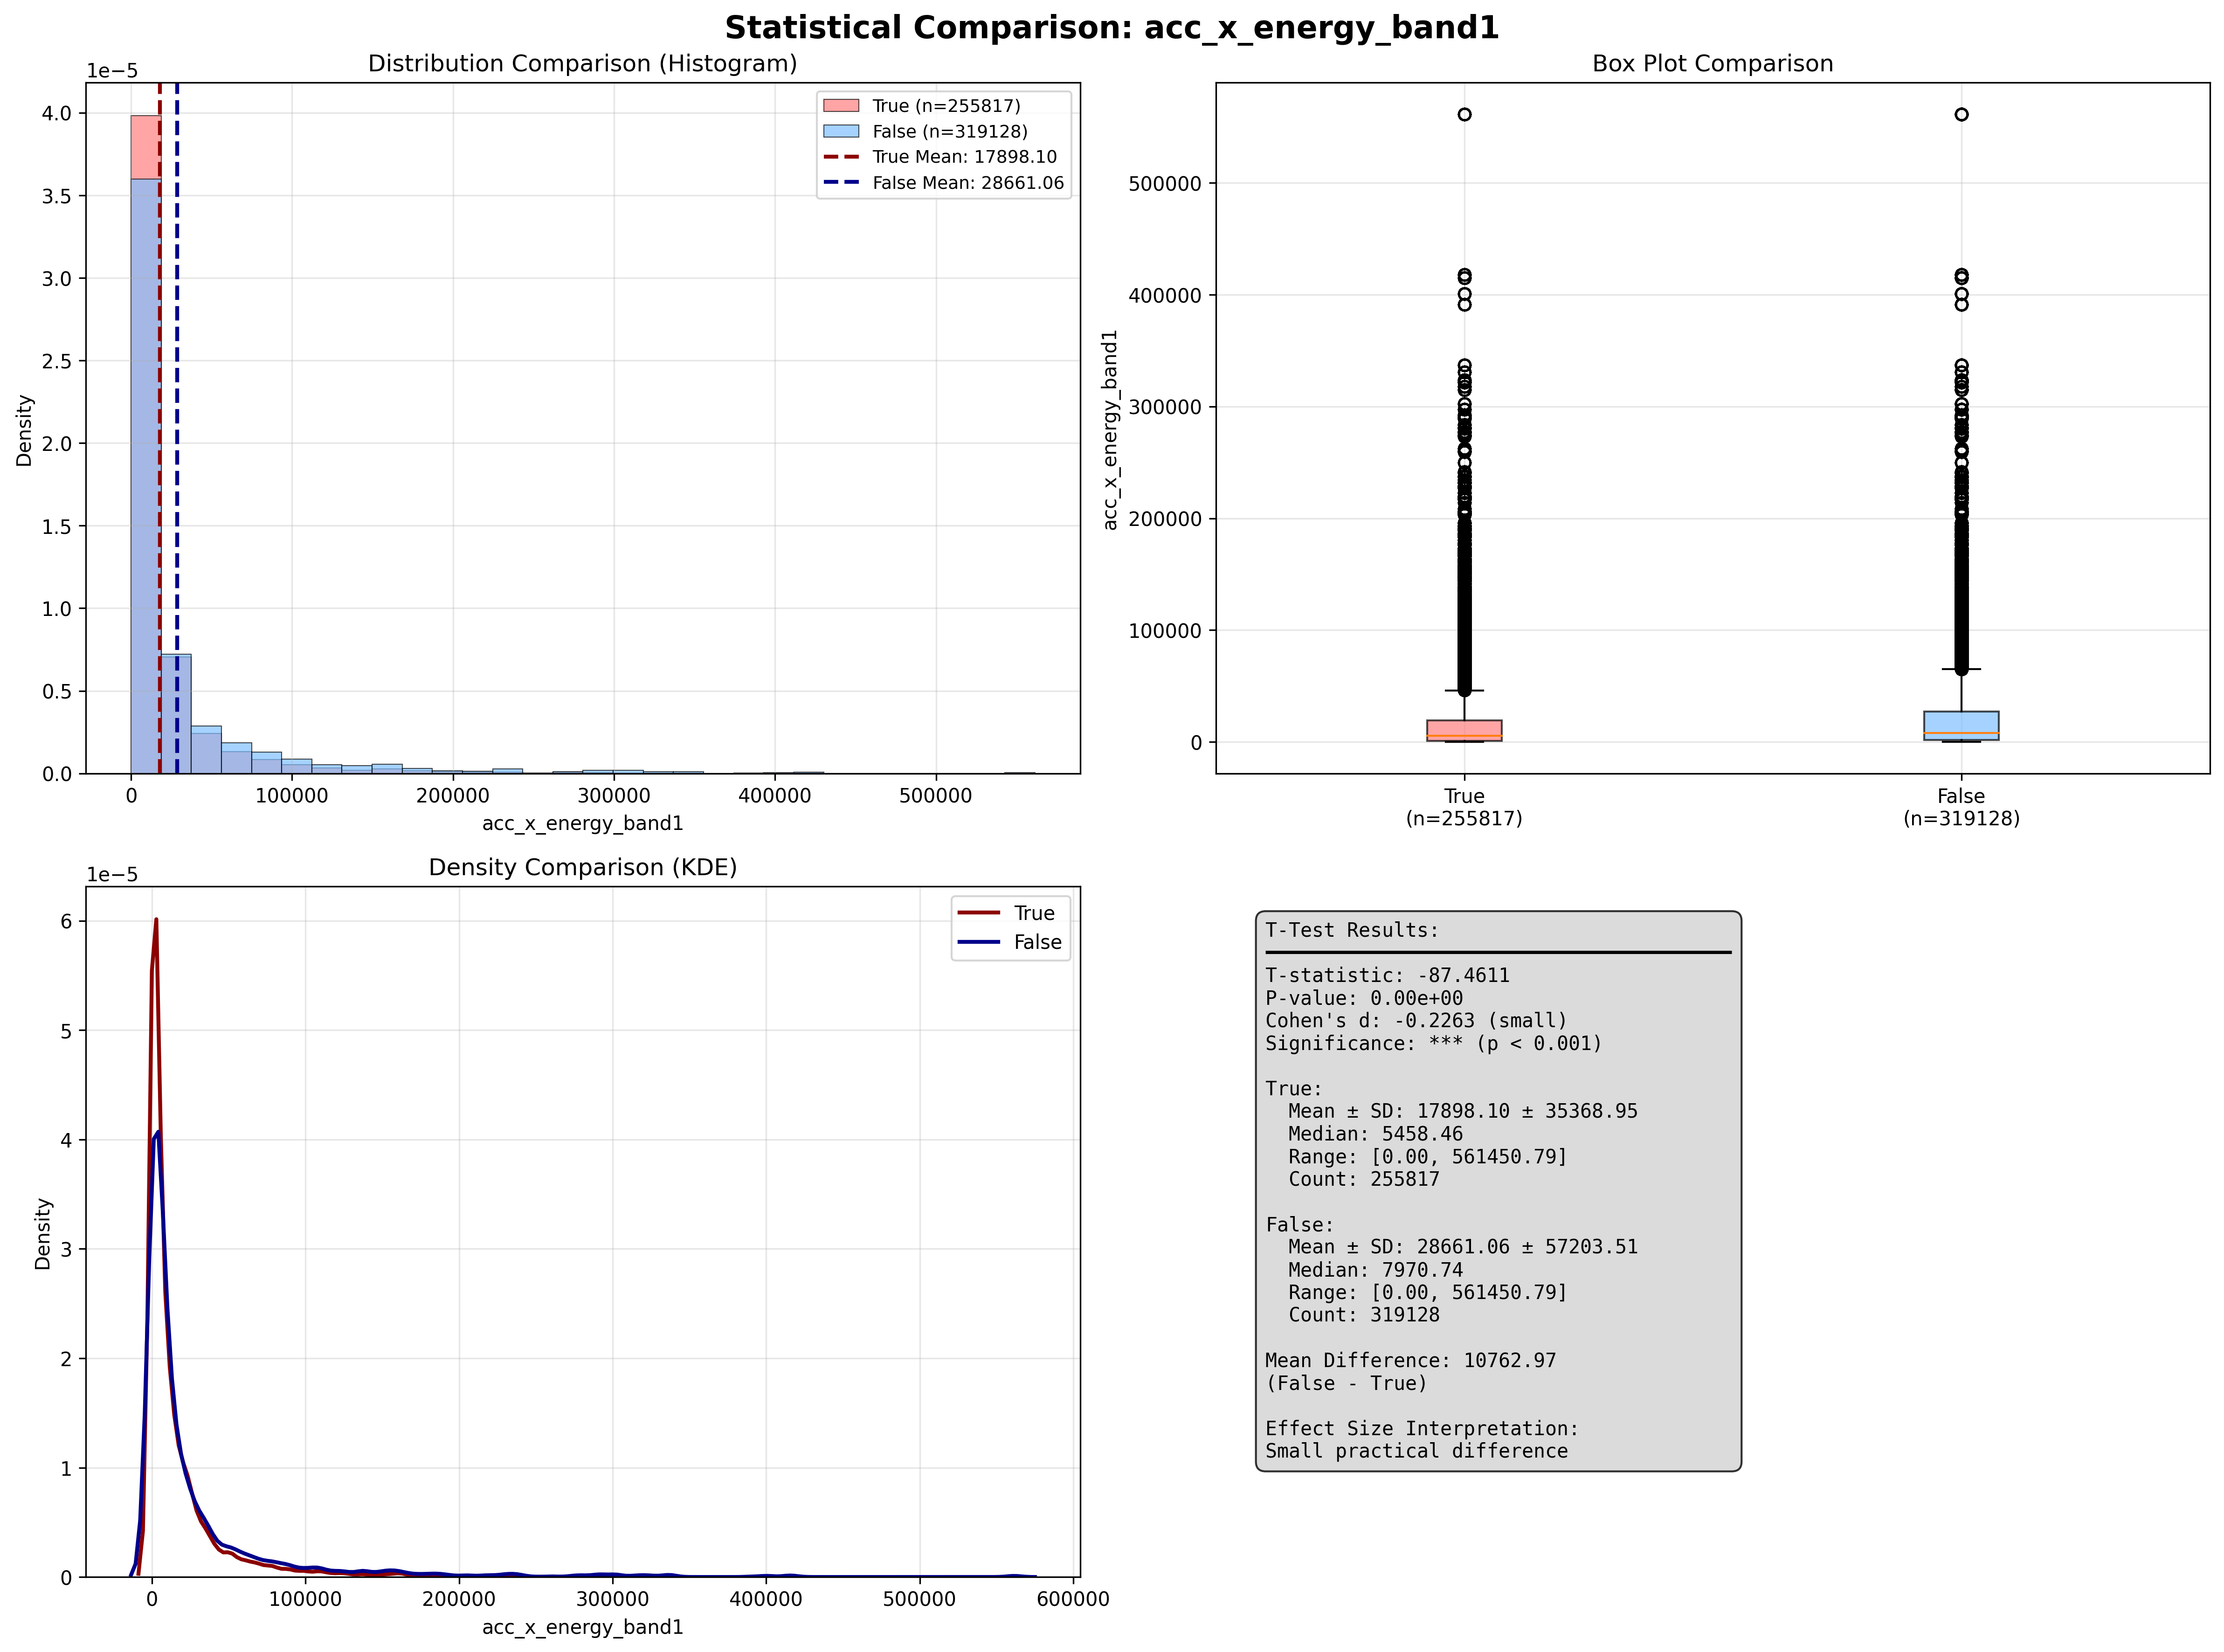 Statistical Comparison: acc_x_energy_band1
Distribution Comparison (Histogram)
1e−5
4.0
3.5
3.0
2.5
2.0
1.5
1.0
0.5
0.0
Density
0
100000
200000
300000
400000
500000
acc_x_energy_band1
True (n=255817)
False (n=319128)
True Mean: 17898.10
False Mean: 28661.06
Box Plot Comparison
500000
400000
300000
200000
100000
0
acc_x_energy_band1
True
(n=255817)
False
(n=319128)
Density Comparison (KDE)
1e−5
6
5
4
3
2
1
0
Density
0
100000
200000
300000
400000
500000
600000
acc_x_energy_band1
True
False
T-Test Results:
T-statistic: -87.4611
P-value: 0.00e+00
Cohen's d: -0.2263 (small)
Significance: *** (p < 0.001)
True:
Mean ± SD: 17898.10 ± 35368.95
Median: 5458.46
Range: [0.00, 561450.79]
Count: 255817
False:
Mean ± SD: 28661.06 ± 57203.51
Median: 7970.74
Range: [0.00, 561450.79]
Count: 319128
Mean Difference: 10762.97
(False - True)
Effect Size Interpretation:
Small practical difference